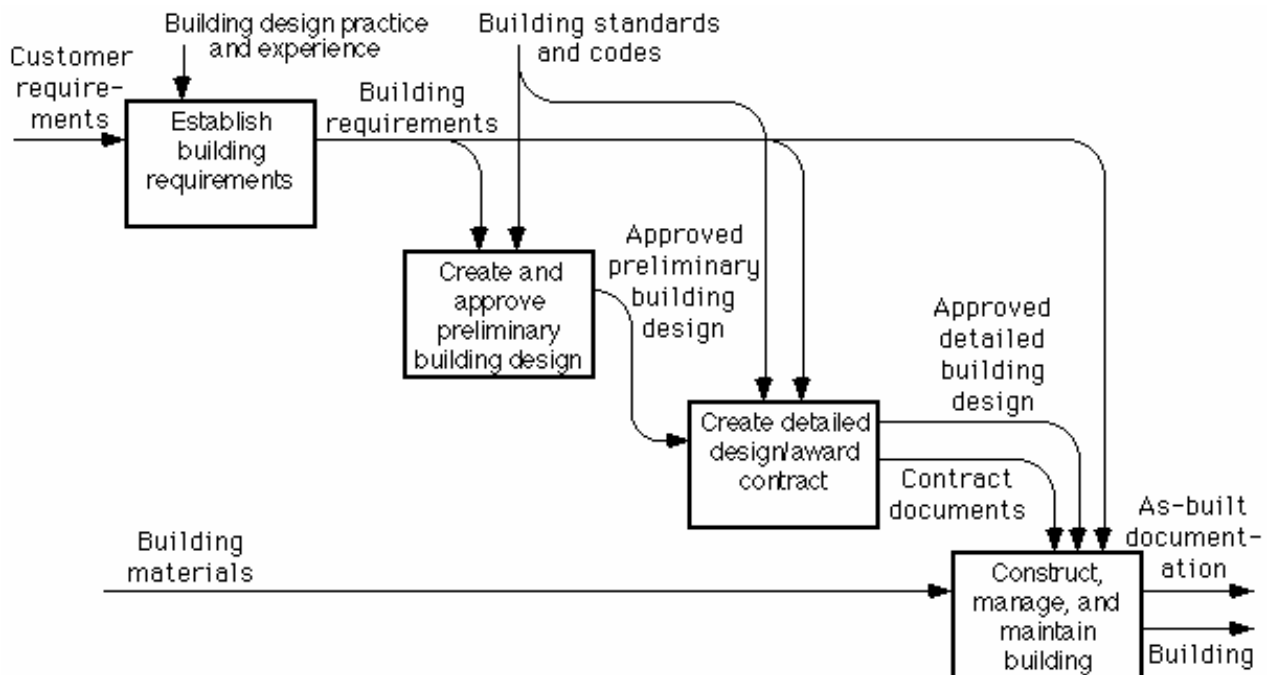 Building design practice
and experience
Building standards
and codes
Customer
require-
ments
Building
requirements
Establish
building
requirements
Approved
preliminary
building
design
Create and
approve
preliminary
building design
Approved
detailed
building
design
Create detailed
design/award
contract
Contract
documents
As-built
document-
ation
Building
materials
Construct,
manage, and
maintain
building
Building